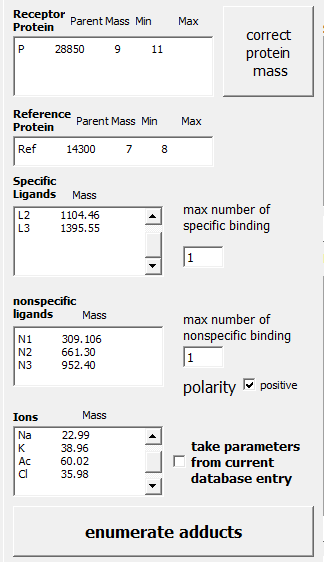 Receptor
Protein Parent Mass Min Max
P 28850 9 11
correct
protein
mass
Reference
Protein Parent Mass Min Max
Ref 14300 7 8
Specific
Ligands Mass
L2 1104.46
L3 1395.55
max number of
specific binding
1
nonspecific
ligands Mass
N1 309.106
N2 661.30
N3 952.40
max number of
nonspecific binding
1
polarity positive
Ions Mass
Na 22.99
K 38.96
Ac 60.02
Cl 35.98
take parameters
from current
database entry
enumerate adducts